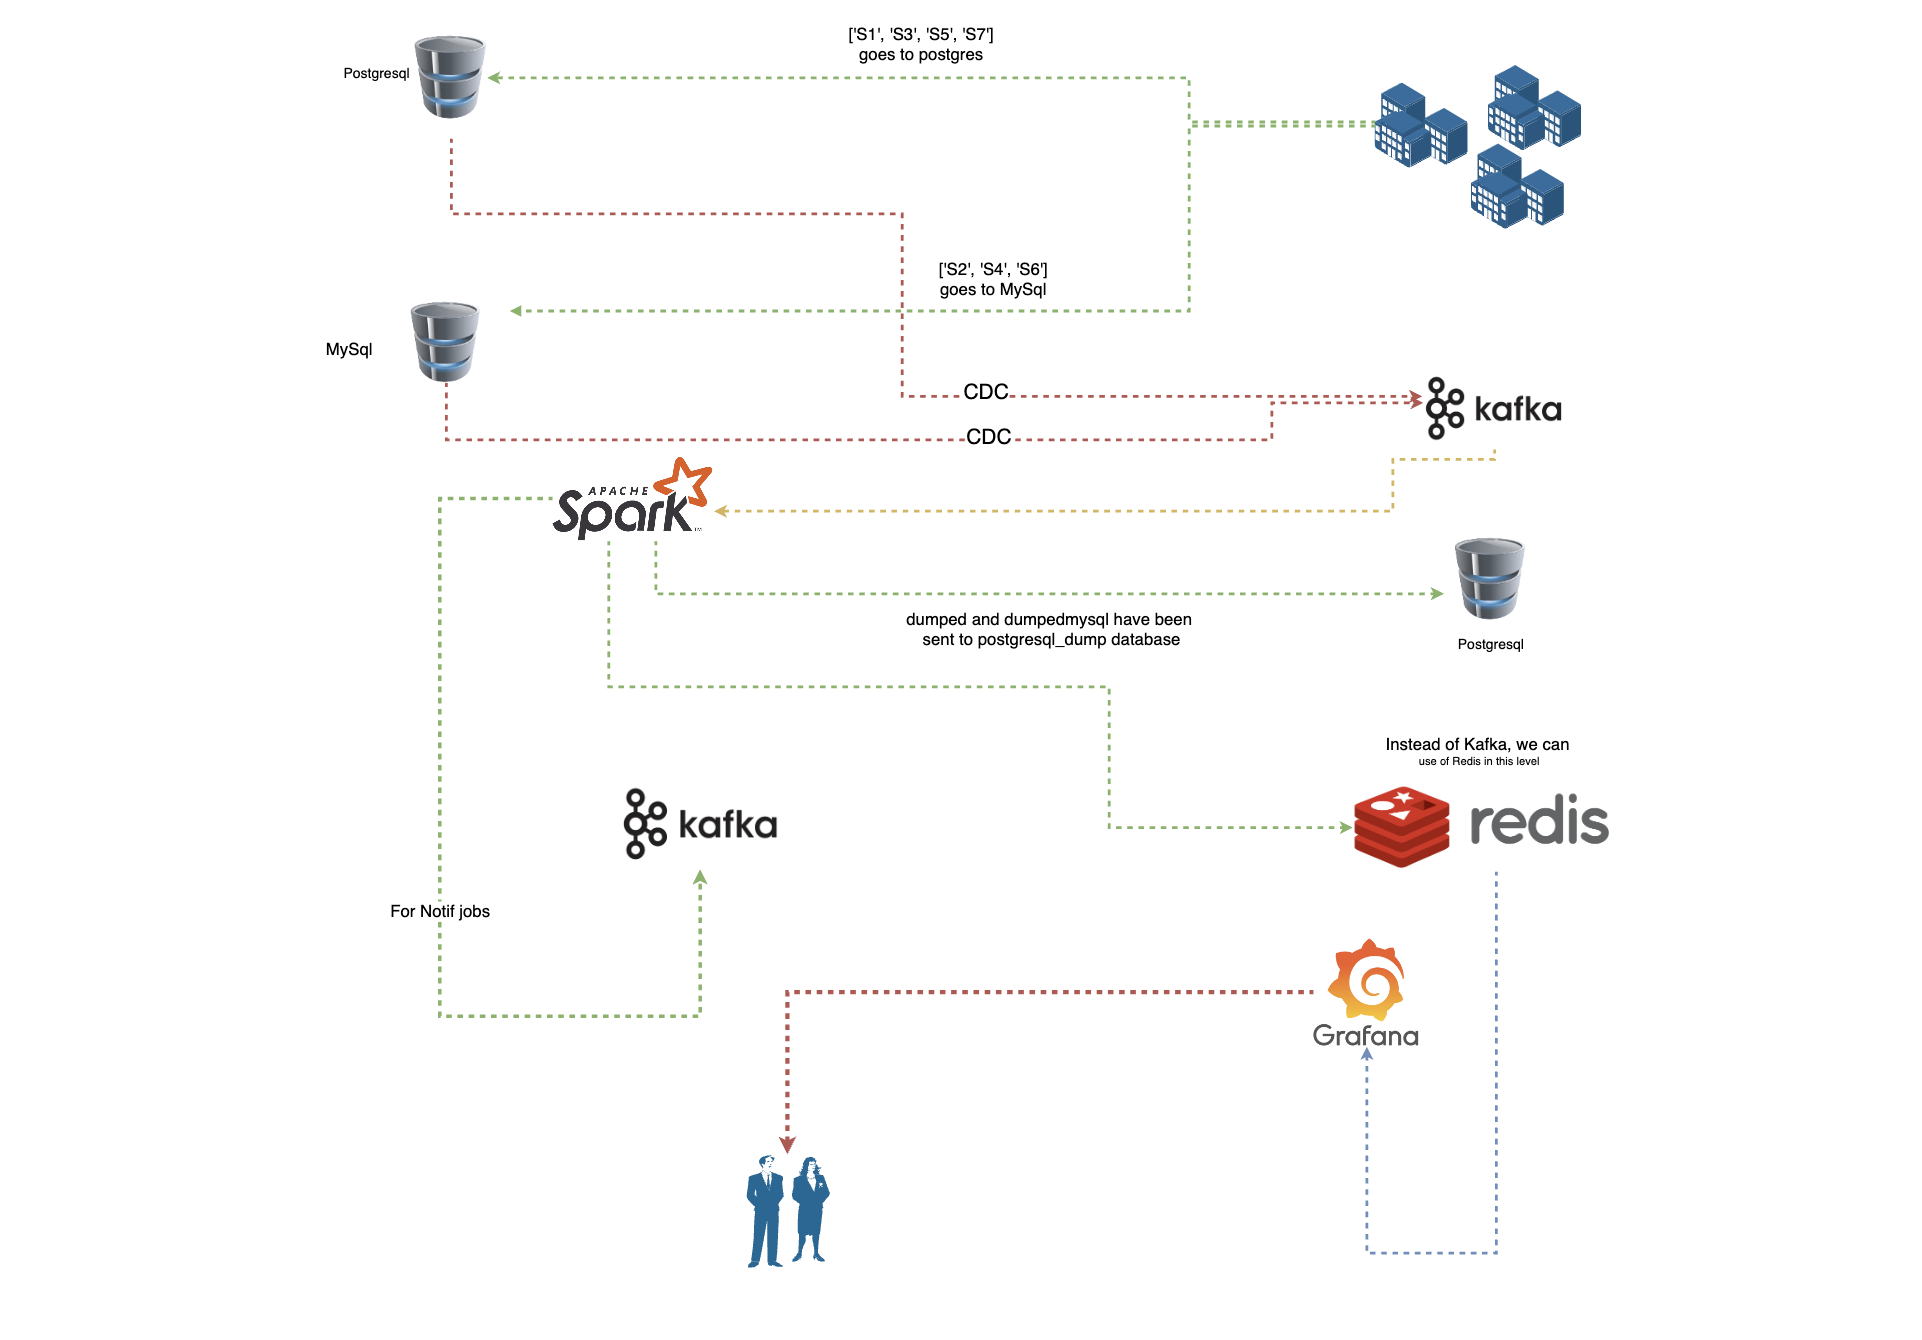 ['S1', 'S3', 'S5', 'S7']
goes to postgres
Postgresql
['S2', 'S4', 'S6']
goes to MySql
MySql
CDC
kafka
CDC
APACHE
Spark
TM
dumped and dumpedmysql have been
sent to postgresql_dump database
Postgresql
Instead of Kafka, we can
use of Redis in this level
kafka
redis
For Notif jobs
Grafana